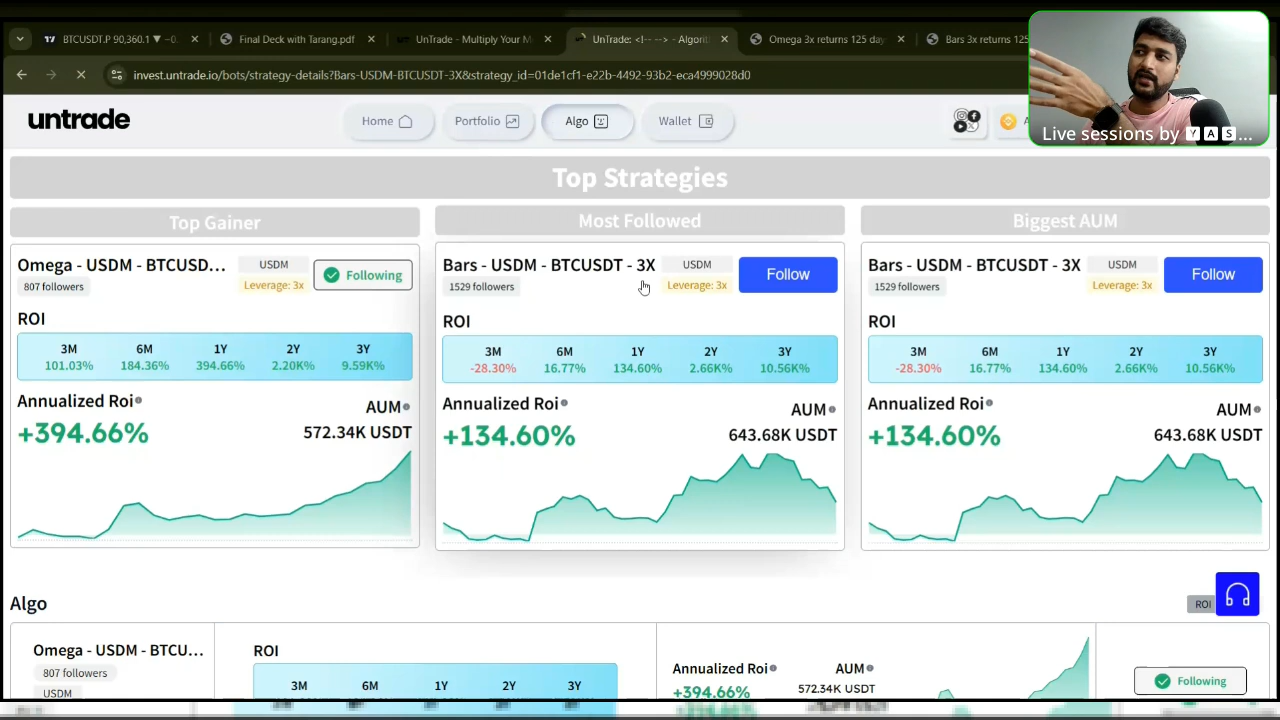 BTCUSDT.P 90,360.1 ▼ −0.
Final Deck with Tarang.pdf
UnTrade - Multiply Your M
UnTrade: <!-- --> - Algorit
Omega 3x returns 125 day
Bars 3x returns 125
invest.untrade.io/bots/strategy-details?Bars-USDM-BTCUSDT-3X&strategy_id=01de1cf1-e22b-4492-93b2-eca4999028d0
Live sessions by YAS...
untrade
Home
Portfolio
Algo
Wallet
Top Strategies
Top Gainer
Most Followed
Biggest AUM
Omega - USDM - BTCUSD...
USDM
Following
807 followers
Leverage: 3x
ROI
3M 6M 1Y 2Y 3Y
101.03% 184.36% 394.66% 2.20K% 9.59K%
Annualized Roi
AUM
+394.66%
572.34K USDT
Bars - USDM - BTCUSDT - 3X
USDM
Follow
1529 followers
Leverage: 3x
ROI
3M 6M 1Y 2Y 3Y
-28.30% 16.77% 134.60% 2.66K% 10.56K%
Annualized Roi
AUM
+134.60%
643.68K USDT
Bars - USDM - BTCUSDT - 3X
USDM
Follow
1529 followers
Leverage: 3x
ROI
3M 6M 1Y 2Y 3Y
-28.30% 16.77% 134.60% 2.66K% 10.56K%
Annualized Roi
AUM
+134.60%
643.68K USDT
Algo
ROI
Omega - USDM - BTCU...
807 followers
USDM
ROI
3M 6M 1Y 2Y 3Y
Annualized Roi
AUM
+394.66%
572.34K USDT
Following